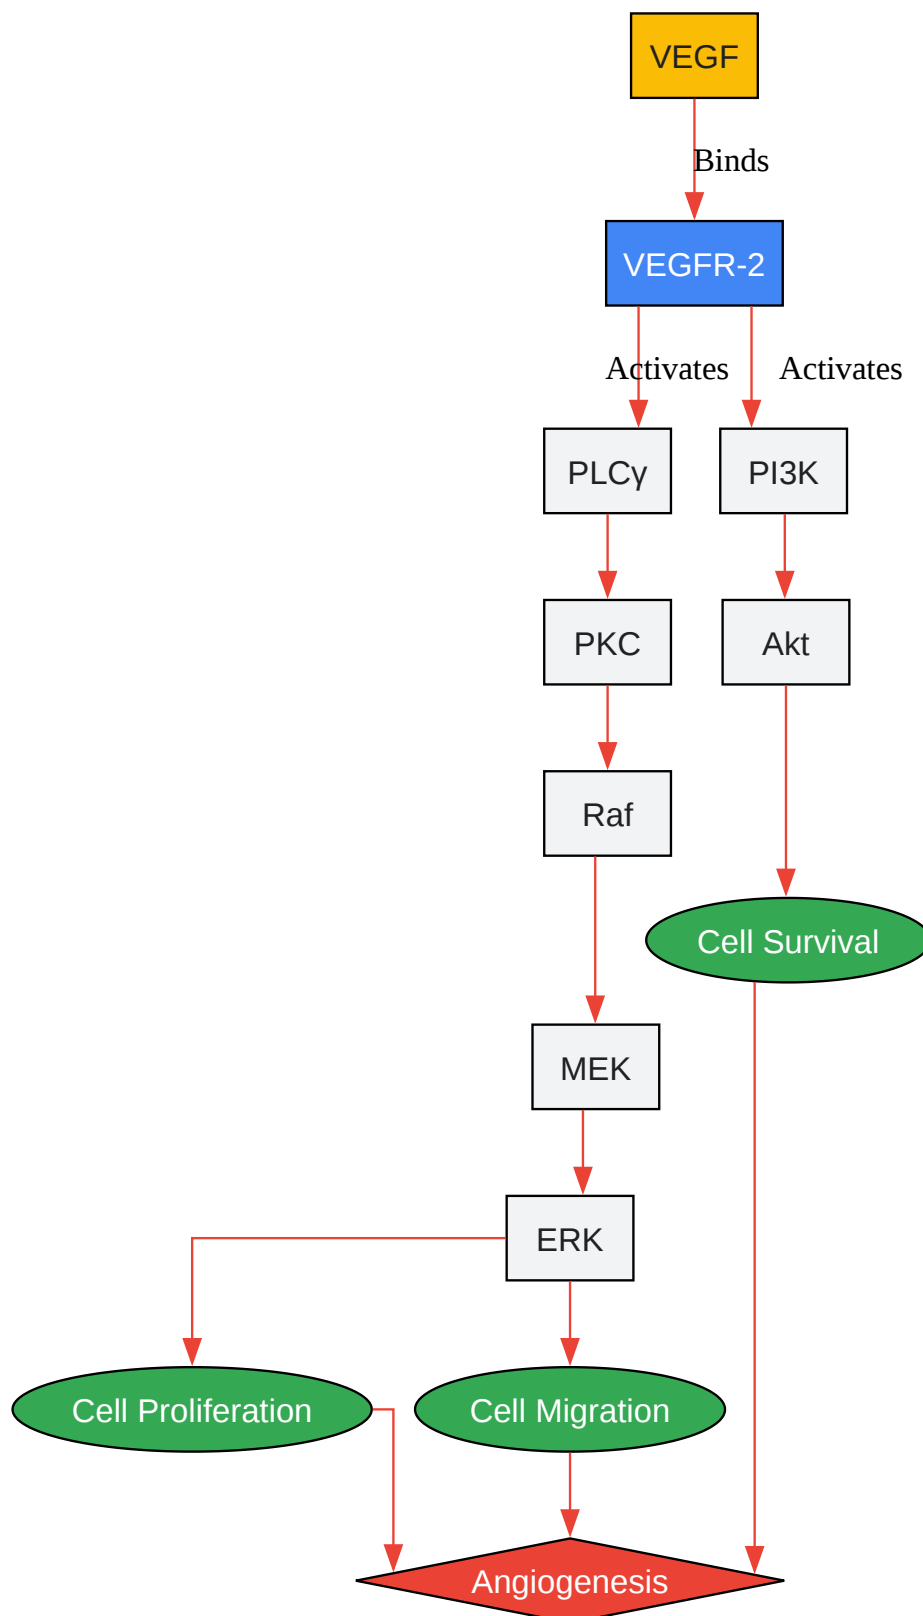 VEGF
Binds
VEGFR-2
Activates
Activates
PLCγ
PI3K
PKC
Akt
Raf
Cell Survival
MEK
ERK
Cell Proliferation
Cell Migration
Angiogenesis